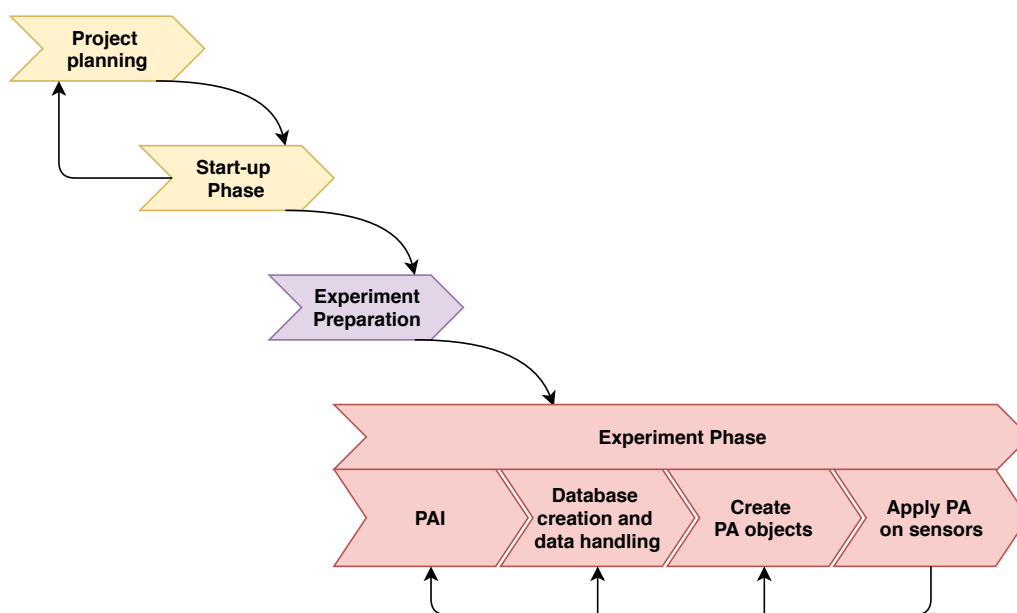 Project
planning
Start-up
Phase
Experiment
Preparation
Experiment Phase
PAI
Database
creation and
data handling
Create
PA objects
Apply PA
on sensors